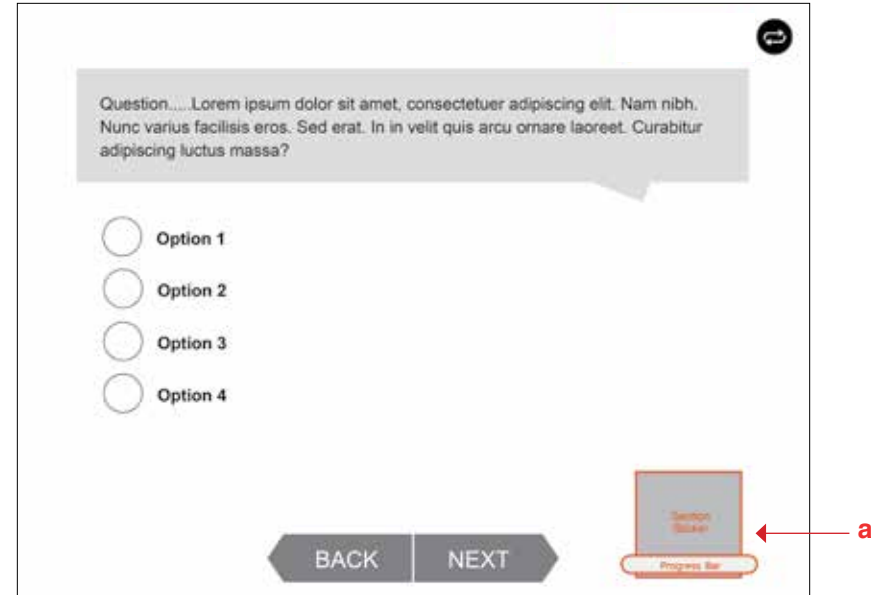 Question.....Lorem ipsum dolor sit amet, consectetuer adipiscing elit. Nam nibh.
Nunc varius facilisis eros. Sed erat. In in velit quis arcu ornare laoreet. Curabitur
adipiscing luctus massa?
Option 1
Option 2
Option 3
Option 4
Section
a
BACK
NEXT
Progress Bar